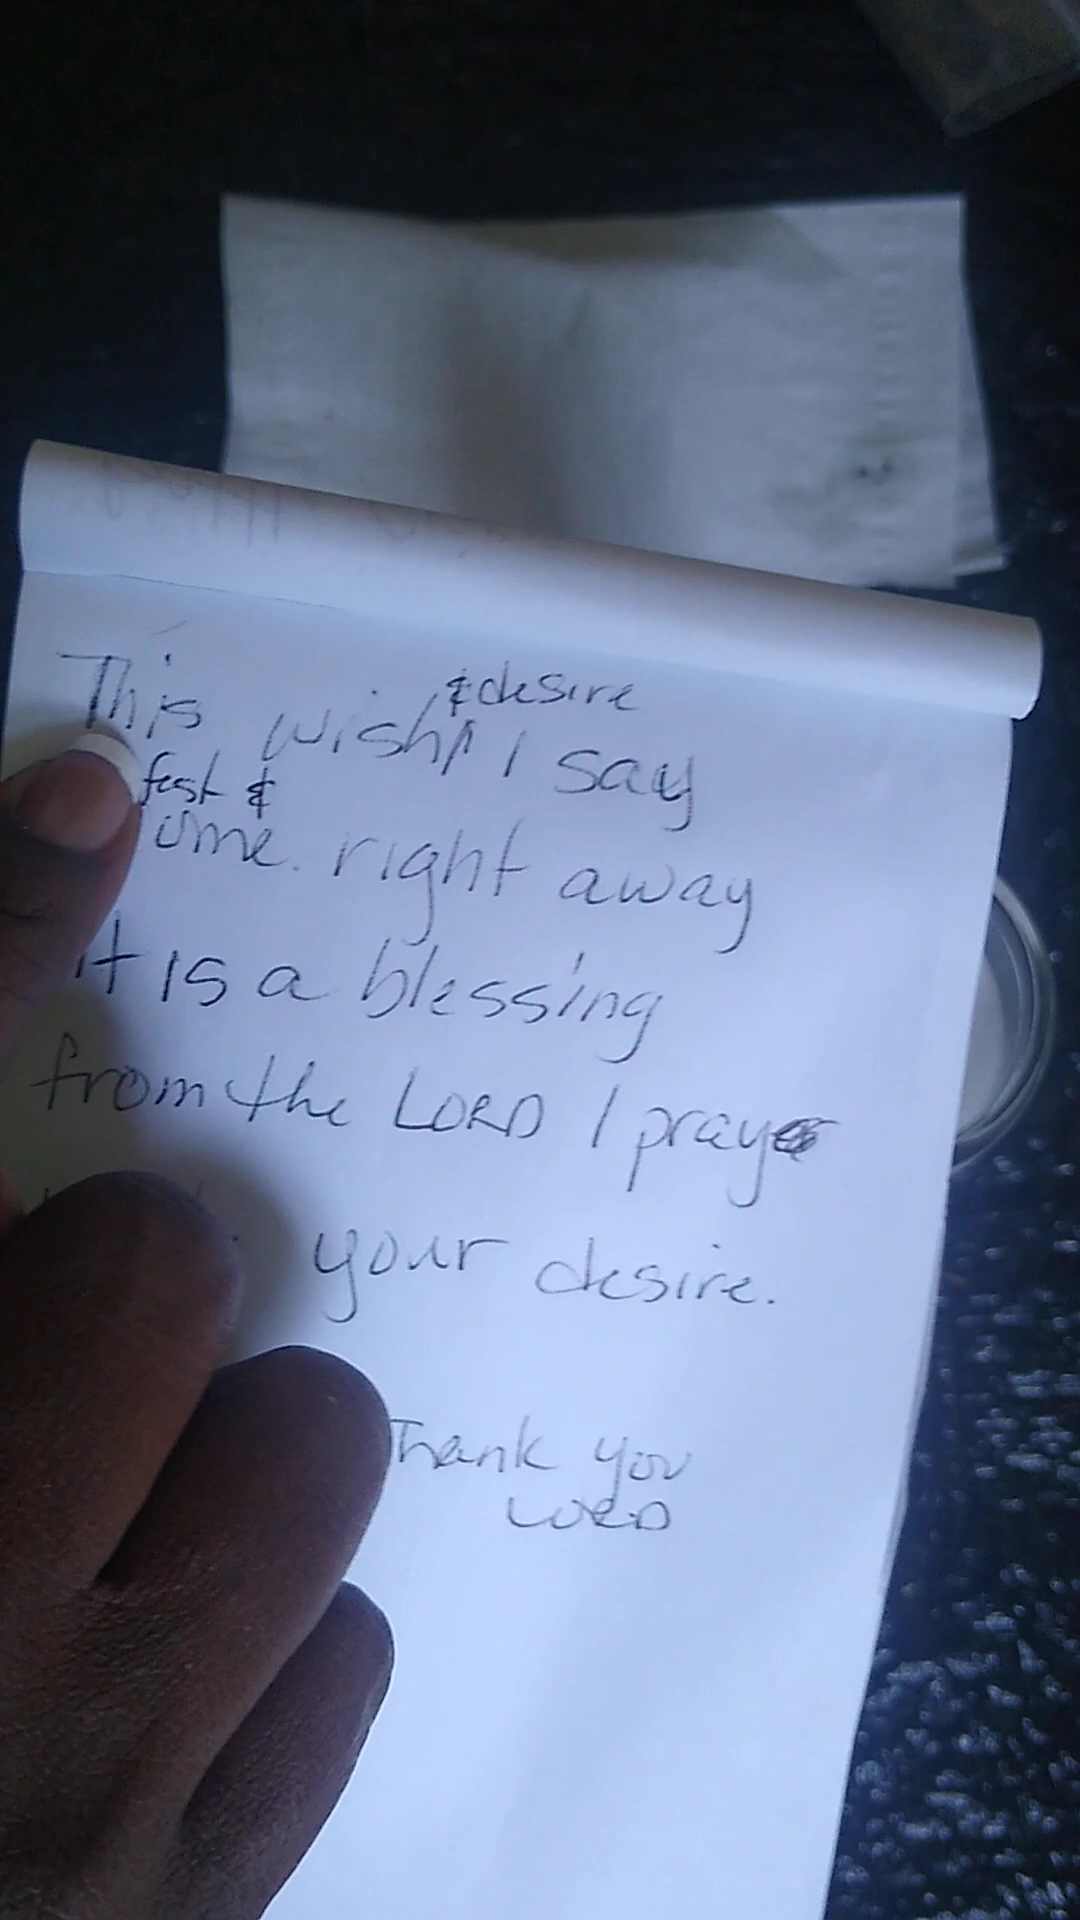 & desire
This wish I say
fast &
ome right away
it is a blessing
from the LORD I pray
your desire.
Thank you
LORD